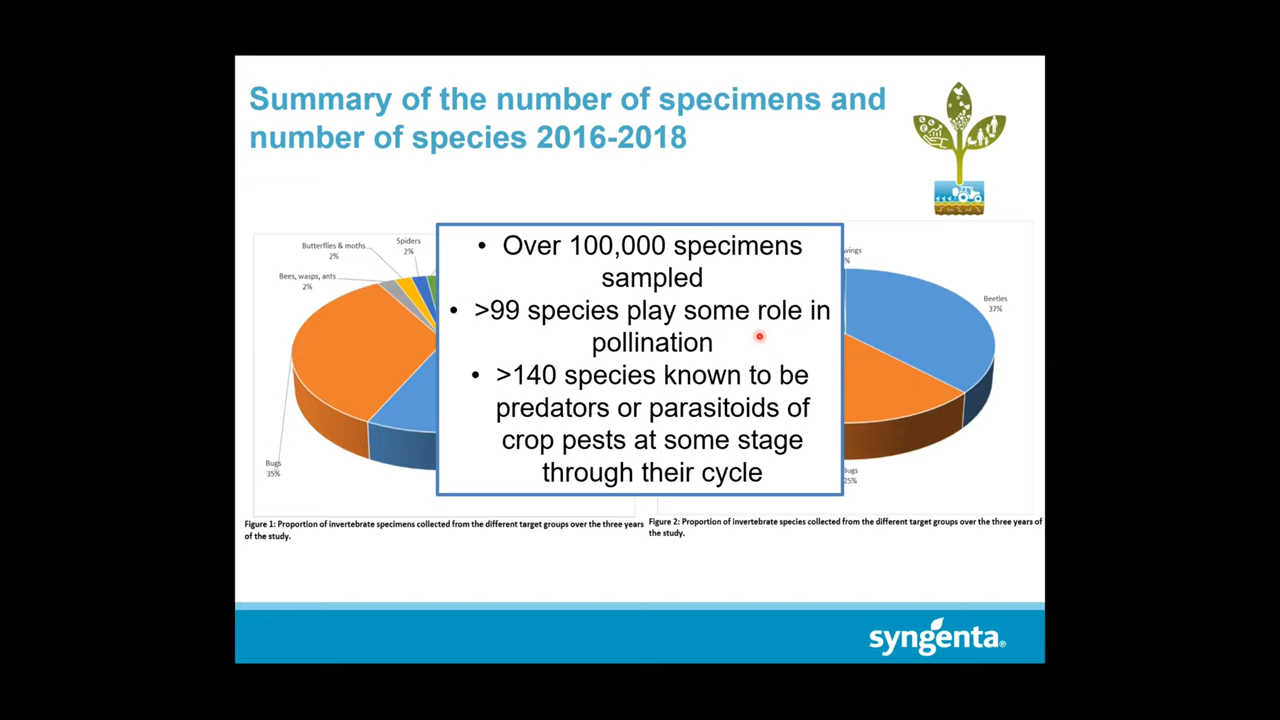 Summary of the number of specimens and
number of species 2016-2018
Butterflies & moths
2%
Spiders
2%
Bees, wasps, ants
2%
Bugs
35%
• Over 100,000 specimens
sampled
• >99 species play some role in
pollination
• >140 species known to be
predators or parasitoids of
crop pests at some stage
through their cycle
Beetles
37%
Bugs
25%
Figure 1: Proportion of invertebrate specimens collected from the different target groups over the three years
of the study.
Figure 2: Proportion of invertebrate species collected from the different target groups over the three years of
the study.
syngenta®